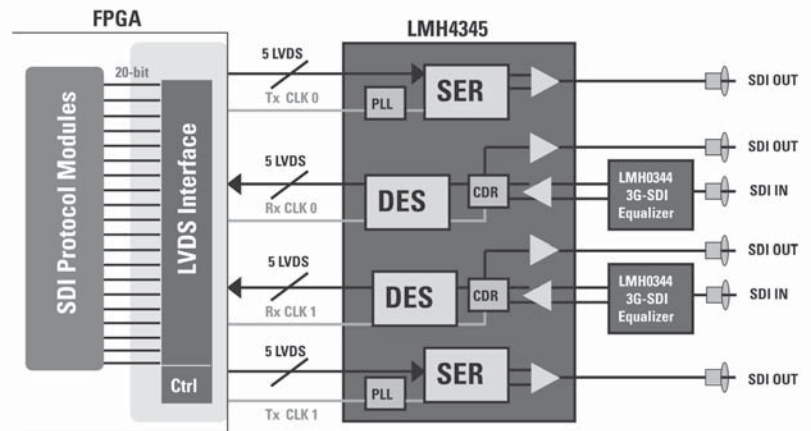 FPGA
LMH4345
SDI Protocol Modules
20-bit
LVDS Interface
Ctrl
5 LVDS
Tx CLK 0
PLL
SER
SDI OUT
5 LVDS
Rx CLK 0
DES
CDR
SDI OUT
LMH0344
3G-SDI
Equalizer
SDI IN
5 LVDS
Rx CLK 1
DES
CDR
SDI OUT
LMH0344
3G-SDI
Equalizer
SDI IN
5 LVDS
Tx CLK 1
PLL
SER
SDI OUT